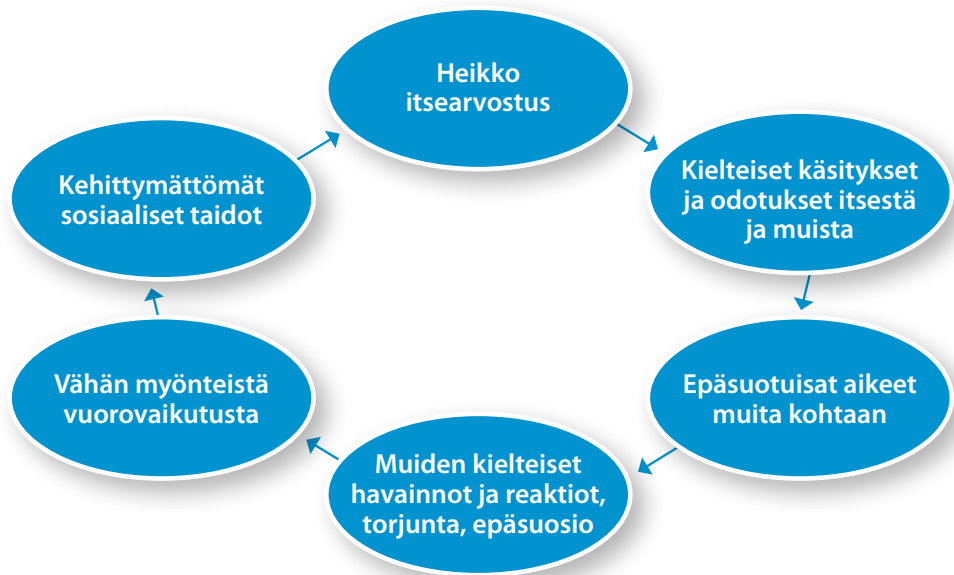 Heikko
itsearvostus
Kielteiset käsitykset
ja odotukset itsestä
ja muista
Epäsuotuisat aikeet
muita kohtaan
Muiden kielteiset
havainnot ja reaktiot,
torjunta, epäsuosio
Vähän myönteistä
vuorovaikutusta
Kehittymättömät
sosiaaliset taidot